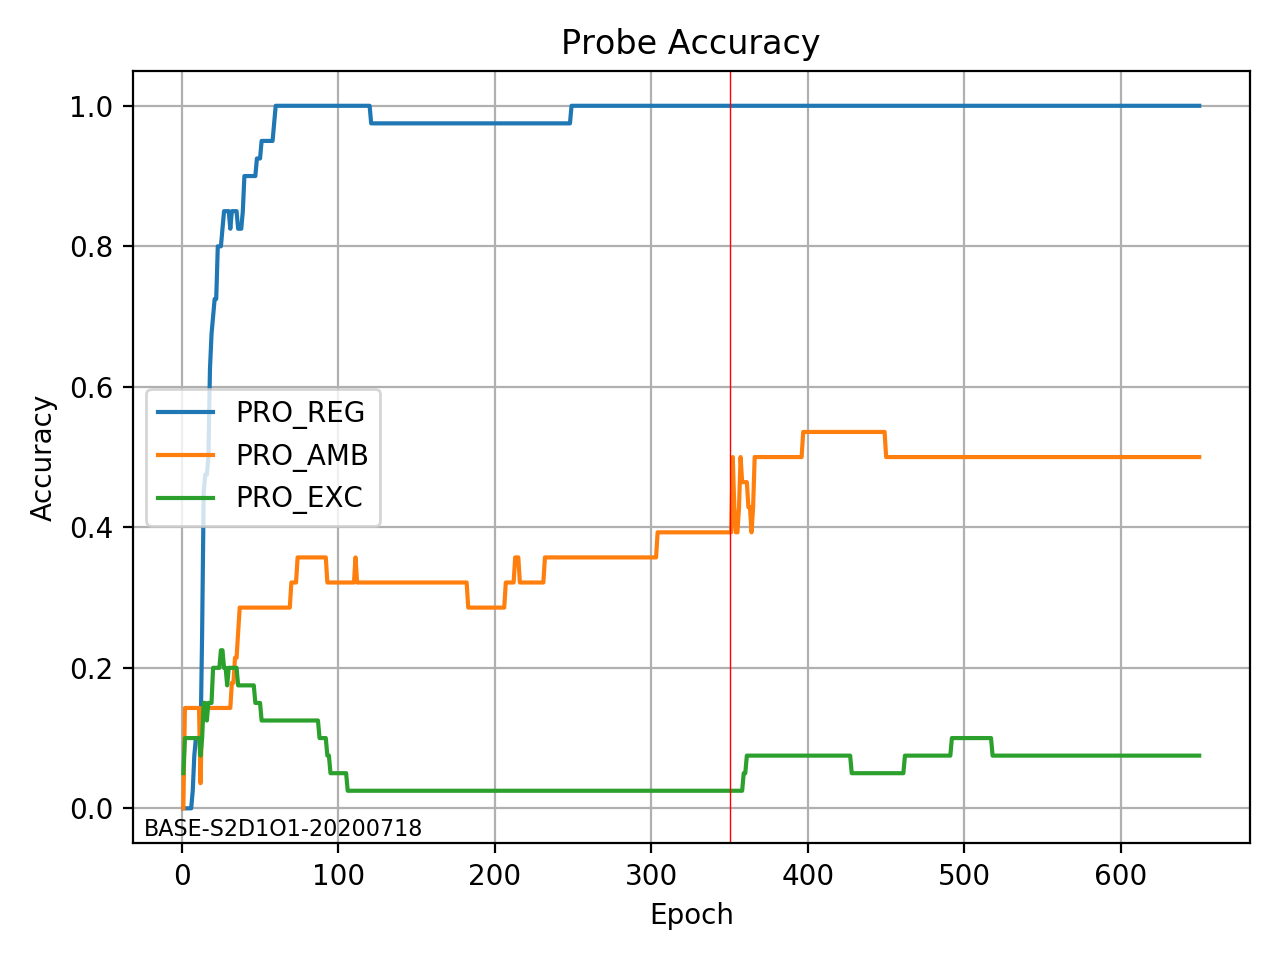 Probe Accuracy
Accuracy
1.0
0.8
0.6
0.4
0.2
0.0
PRO_REG
PRO_AMB
PRO_EXC
BASE-S2D1O1-20200718
0 100 200 300 400 500 600
Epoch